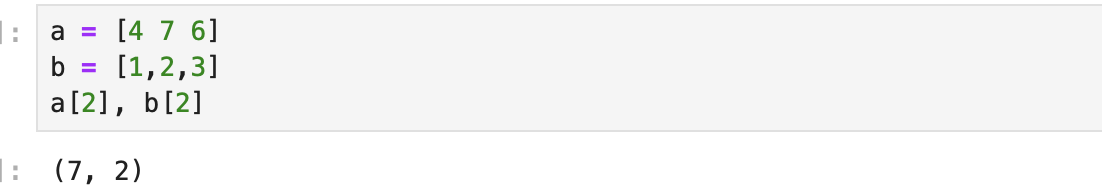 ]: a = [4 7 6]
b = [1,2,3]
a[2], b[2]
]: (7, 2)